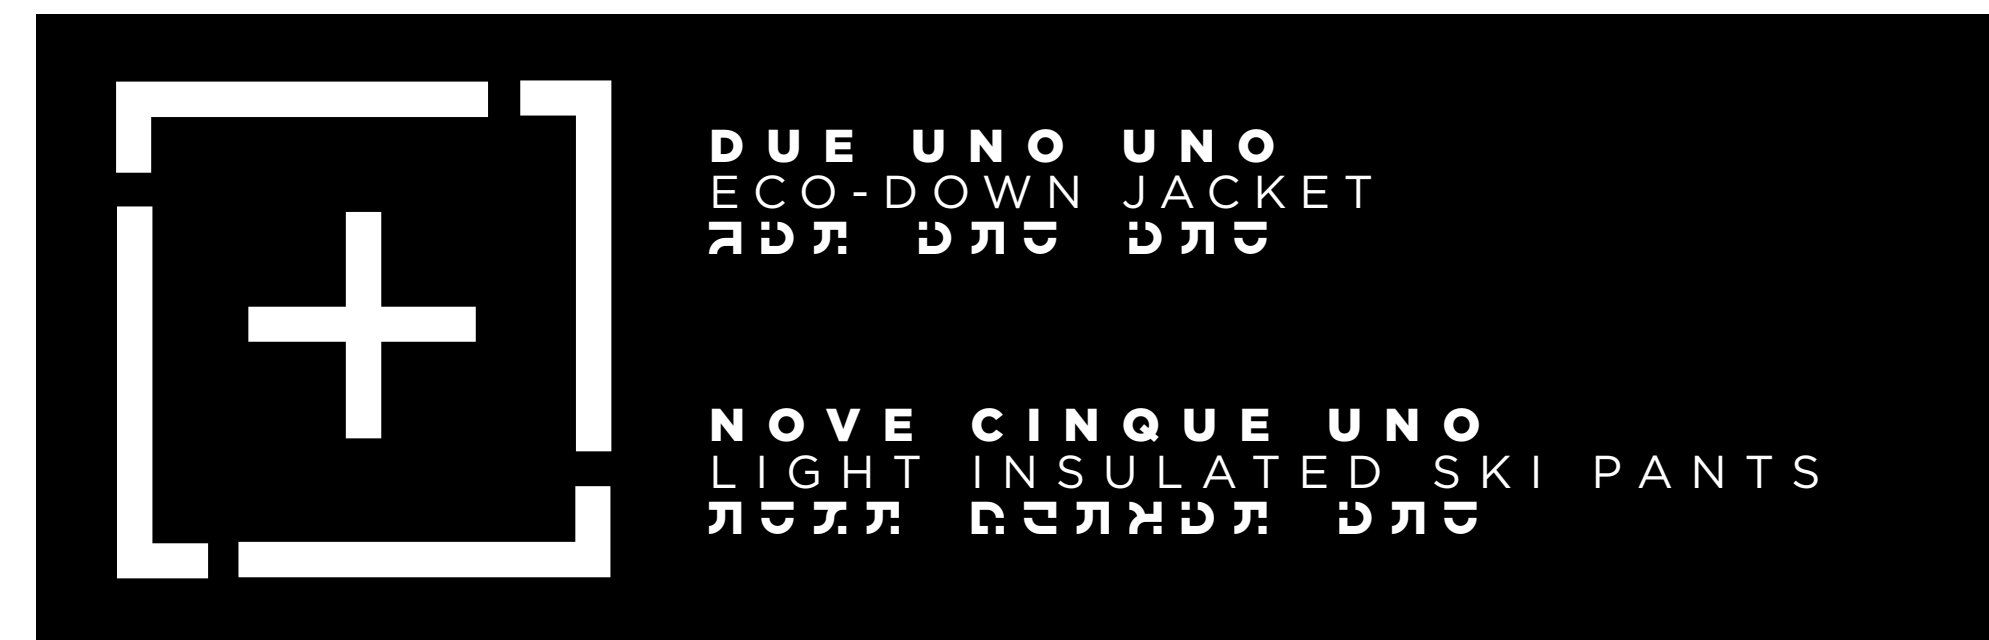 DUE UNO UNO
ECO-DOWN JACKET
NOVE CINQUE UNO
LIGHT INSULATED SKI PANTS